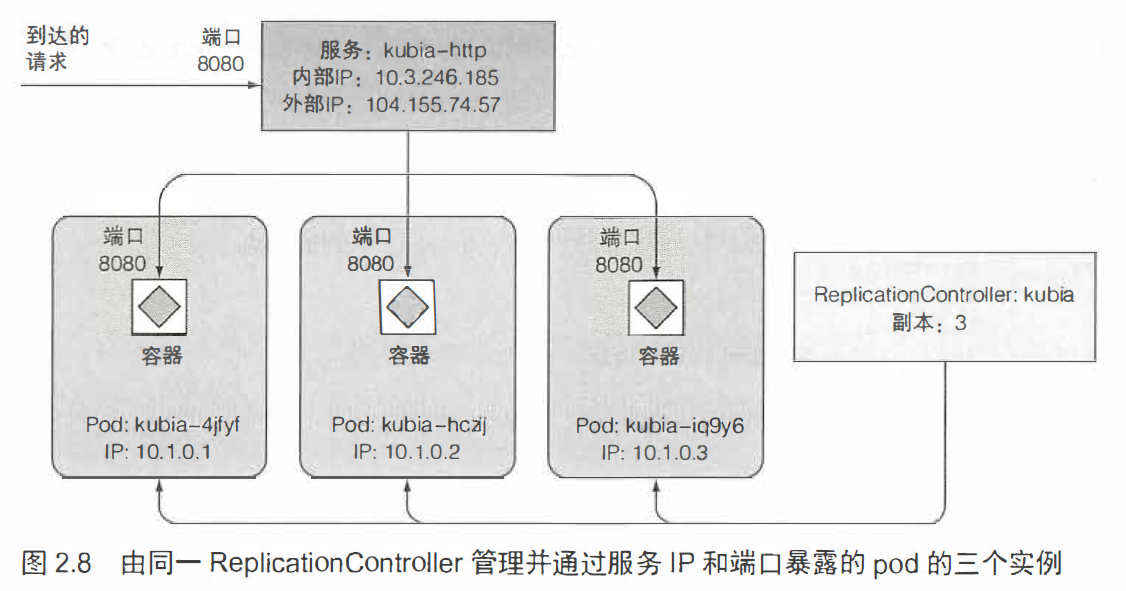 到达的
请求
端口
8080
服务：kubia-http
内部IP：10.3.246.185
外部IP：104.155.74.57
端口
8080
容器
Pod: kubia-4jfyf
IP: 10.1.0.1
端口
8080
容器
Pod: kubia-hczij
IP: 10.1.0.2
端口
8080
容器
Pod: kubia-iq9y6
IP: 10.1.0.3
ReplicationController: kubia
副本：3
图 2.8 由同一 ReplicationController 管理并通过服务 IP 和端口暴露的 pod 的三个实例